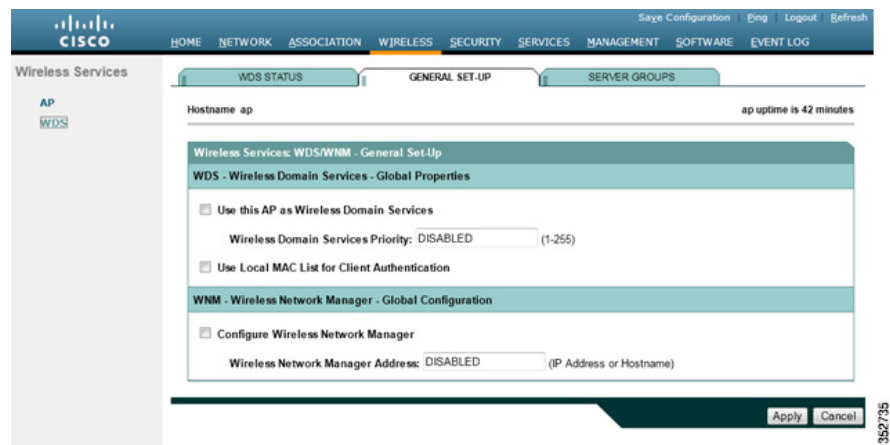 Save Configuration | Ping | Logout | Refresh
CISCO
HOME NETWORK ASSOCIATION WIRELESS SECURITY SERVICES MANAGEMENT SOFTWARE EVENT LOG
Wireless Services
AP
WDS
WDS STATUS GENERAL SET-UP SERVER GROUPS
Hostname ap ap uptime is 42 minutes
Wireless Services: WDS/WNM - General Set-Up
WDS - Wireless Domain Services - Global Properties
Use this AP as Wireless Domain Services
Wireless Domain Services Priority: DISABLED (1-255)
Use Local MAC List for Client Authentication
WNM - Wireless Network Manager - Global Configuration
Configure Wireless Network Manager
Wireless Network Manager Address: DISABLED (IP Address or Hostname)
Apply Cancel
352735